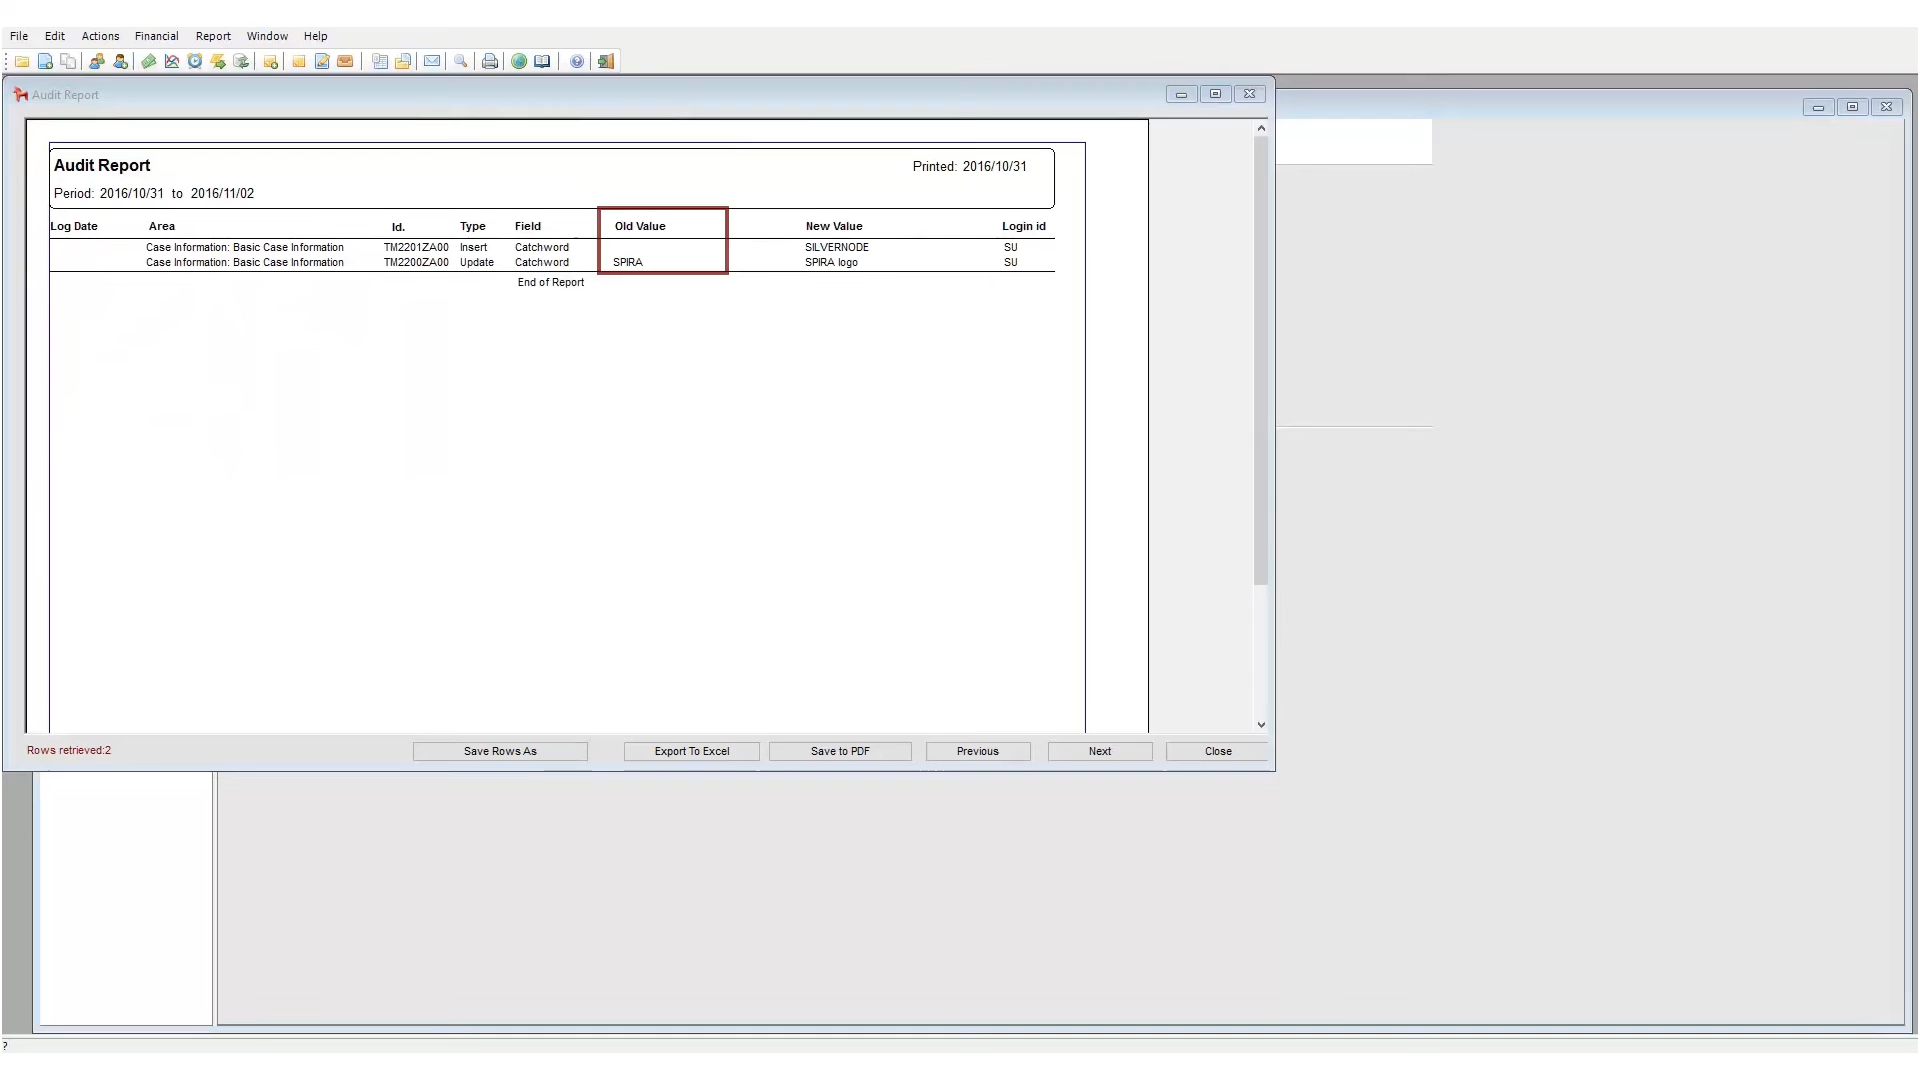 File Edit Actions Financial Report Window Help
Audit Report
Audit Report Printed: 2016/10/31
Period: 2016/10/31 to 2016/11/02
Log Date Area Id. Type Field Old Value New Value Login id
Case Information: Basic Case Information TM2201ZA00 Insert Catchword SILVERNODE SU
Case Information: Basic Case Information TM2200ZA00 Update Catchword SPIRA SPIRA logo SU
End of Report
Rows retrieved:2 Save Rows As Export To Excel Save to PDF Previous Next Close
?